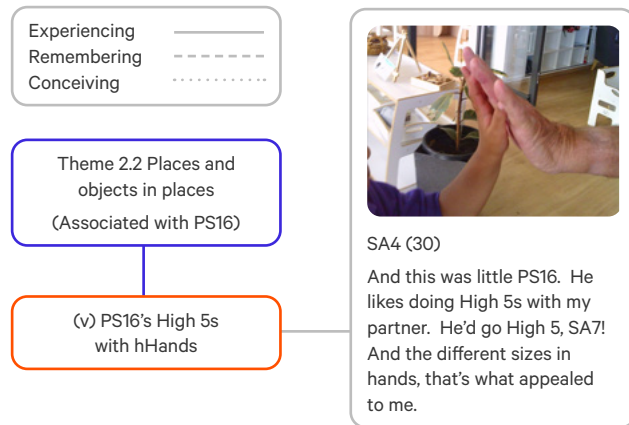 Experiencing
Remembering
Conceiving
Theme 2.2 Places and
objects in places
(Associated with PS16)
(v) PS16's High 5s
with hHands
SA4 (30)
And this was little PS16. He
likes doing High 5s with my
partner. He'd go High 5, SA7!
And the different sizes in
hands, that's what appealed
to me.